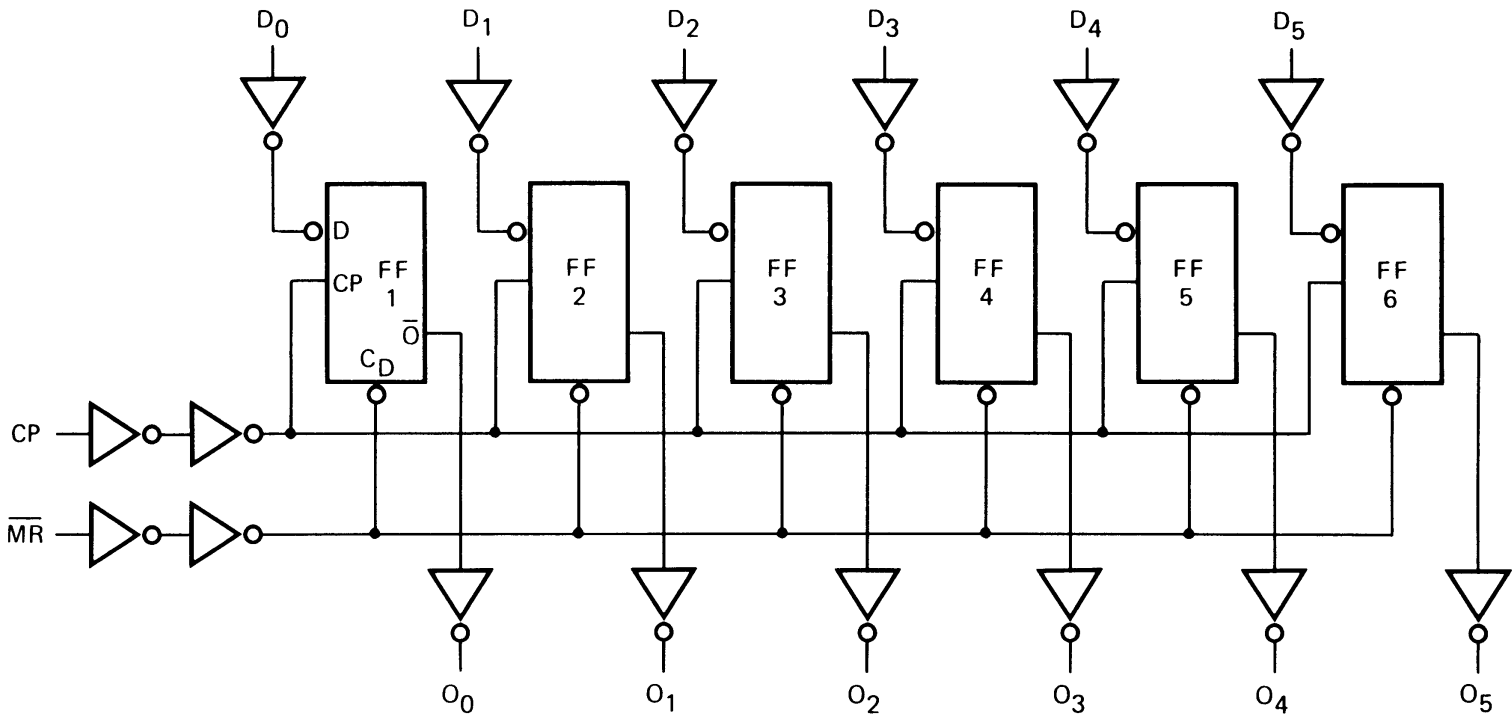 D0 D1 D2 D3 D4 D5
D
CP
FF
1
O̅
CD
FF
2
FF
3
FF
4
FF
5
FF
6
CP
M̅R̅
O0 O1 O2 O3 O4 O5